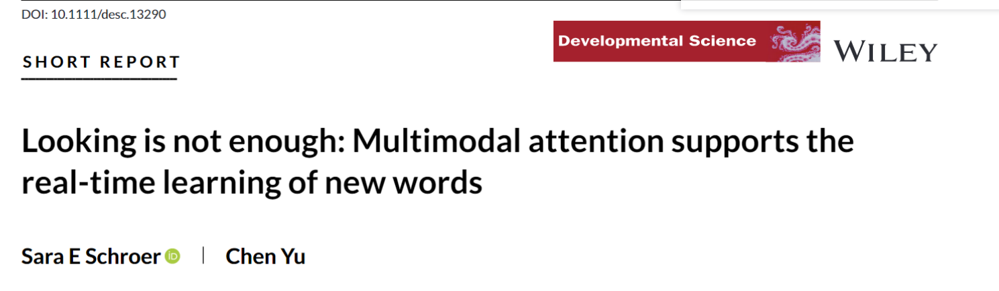 DOI: 10.1111/desc.13290
Developmental Science WILEY
SHORT REPORT
Looking is not enough: Multimodal attention supports the
real-time learning of new words
Sara E Schroer iD | Chen Yu